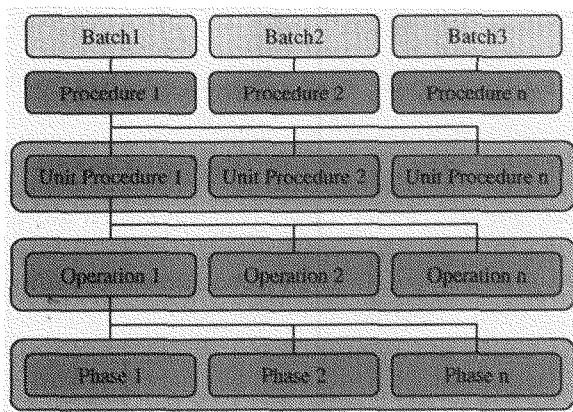 Batch1 Batch2 Batch3
Procedure 1 Procedure 2 Procedure n
Unit Procedure 1 Unit Procedure 2 Unit Procedure n
Operation 1 Operation 2 Operation n
Phase 1 Phase 2 Phase n